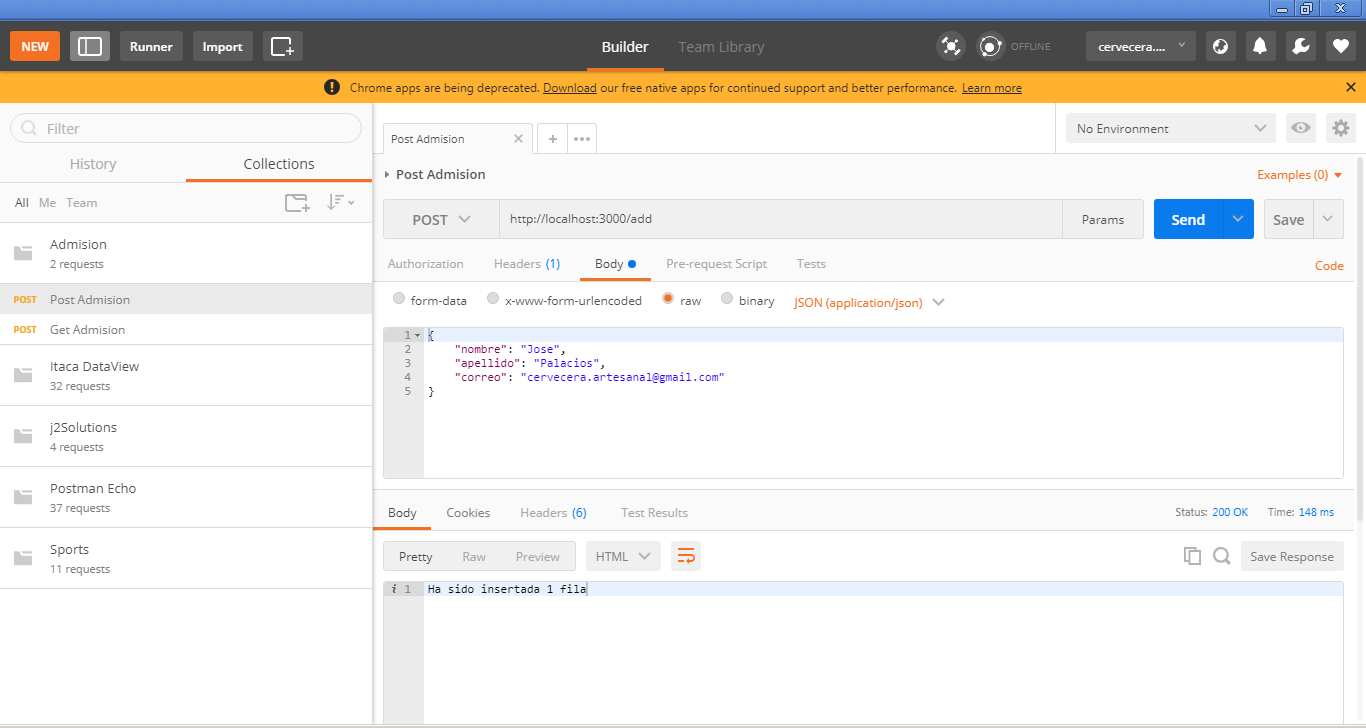 NEW Runner Import Builder Team Library OFFLINE cervecera....
Chrome apps are being deprecated. Download our free native apps for continued support and better performance. Learn more
Filter
History Collections
All Me Team
Admision
2 requests
POST Post Admision
POST Get Admision
Itaca DataView
32 requests
j2Solutions
4 requests
Postman Echo
37 requests
Sports
11 requests
Post Admision
No Environment
Post Admision
Examples (0)
POST http://localhost:3000/add Params Send Save
Authorization Headers (1) Body Pre-request Script Tests Code
form-data x-www-form-urlencoded raw binary JSON (application/json)
1 {
2 "nombre": "Jose",
3 "apellido": "Palacios",
4 "correo": "cervecera.artesanal@gmail.com"
5 }
Body Cookies Headers (6) Test Results Status: 200 OK Time: 148 ms
Pretty Raw Preview HTML Save Response
i 1 Ha sido insertada 1 fila